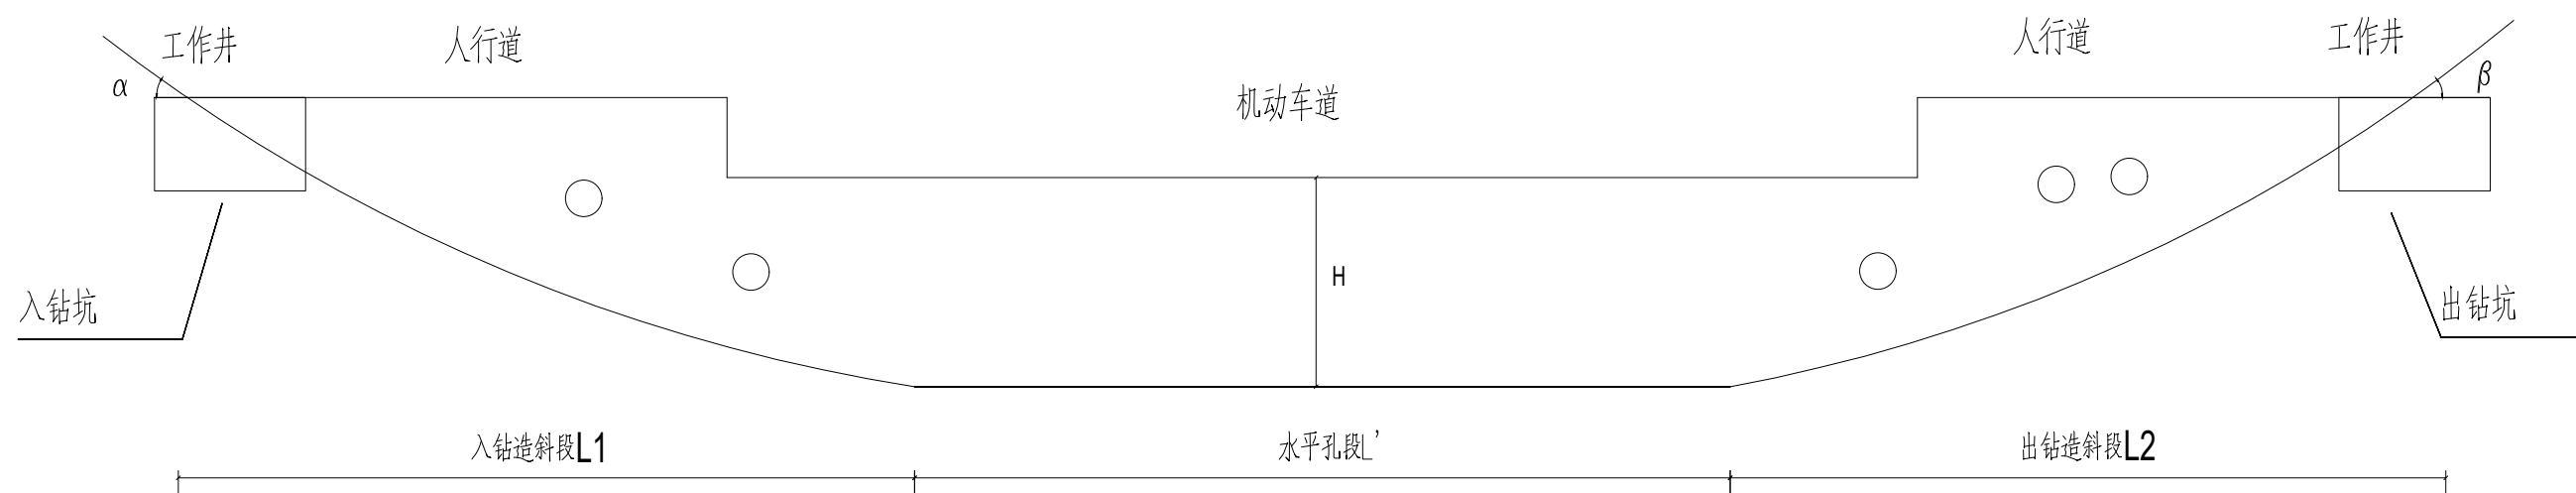 工作井
人行道
人行道
工作井
α
机动车道
β
H
入钻坑
出钻坑
入钻造斜段L1
水平孔段L'
出钻造斜段L2